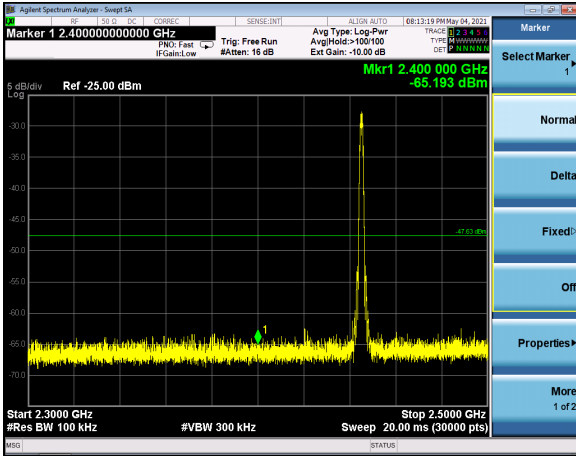 Agilent Spectrum Analyzer - Swept SA
RF 50 Ω DC CORREC SENSE:INT ALIGN AUTO 08:13:19 PM May 04, 2021
Marker 1 2.400000000000 GHz
PNO: Fast
IFGain:Low
Trig: Free Run
#Atten: 16 dB
Avg Type: Log-Pwr
Avg|Hold:>100/100
Ext Gain: -10.00 dB
TRACE 1 2 3 4 5 6
TYPE M W W W W W
DET P N N N N N
Mkr1 2.400 000 GHz
-65.193 dBm
5 dB/div Ref -25.00 dBm
Log
-30.0
-35.0
-40.0
-45.0
-47.63 dBm
-50.0
-55.0
-60.0
1
-65.0
-70.0
Start 2.3000 GHz Stop 2.5000 GHz
#Res BW 100 kHz #VBW 300 kHz Sweep 20.00 ms (30000 pts)
MSG STATUS
Marker
Select Marker
1
Normal
Delta
Fixed
Off
Properties
More
1 of 2